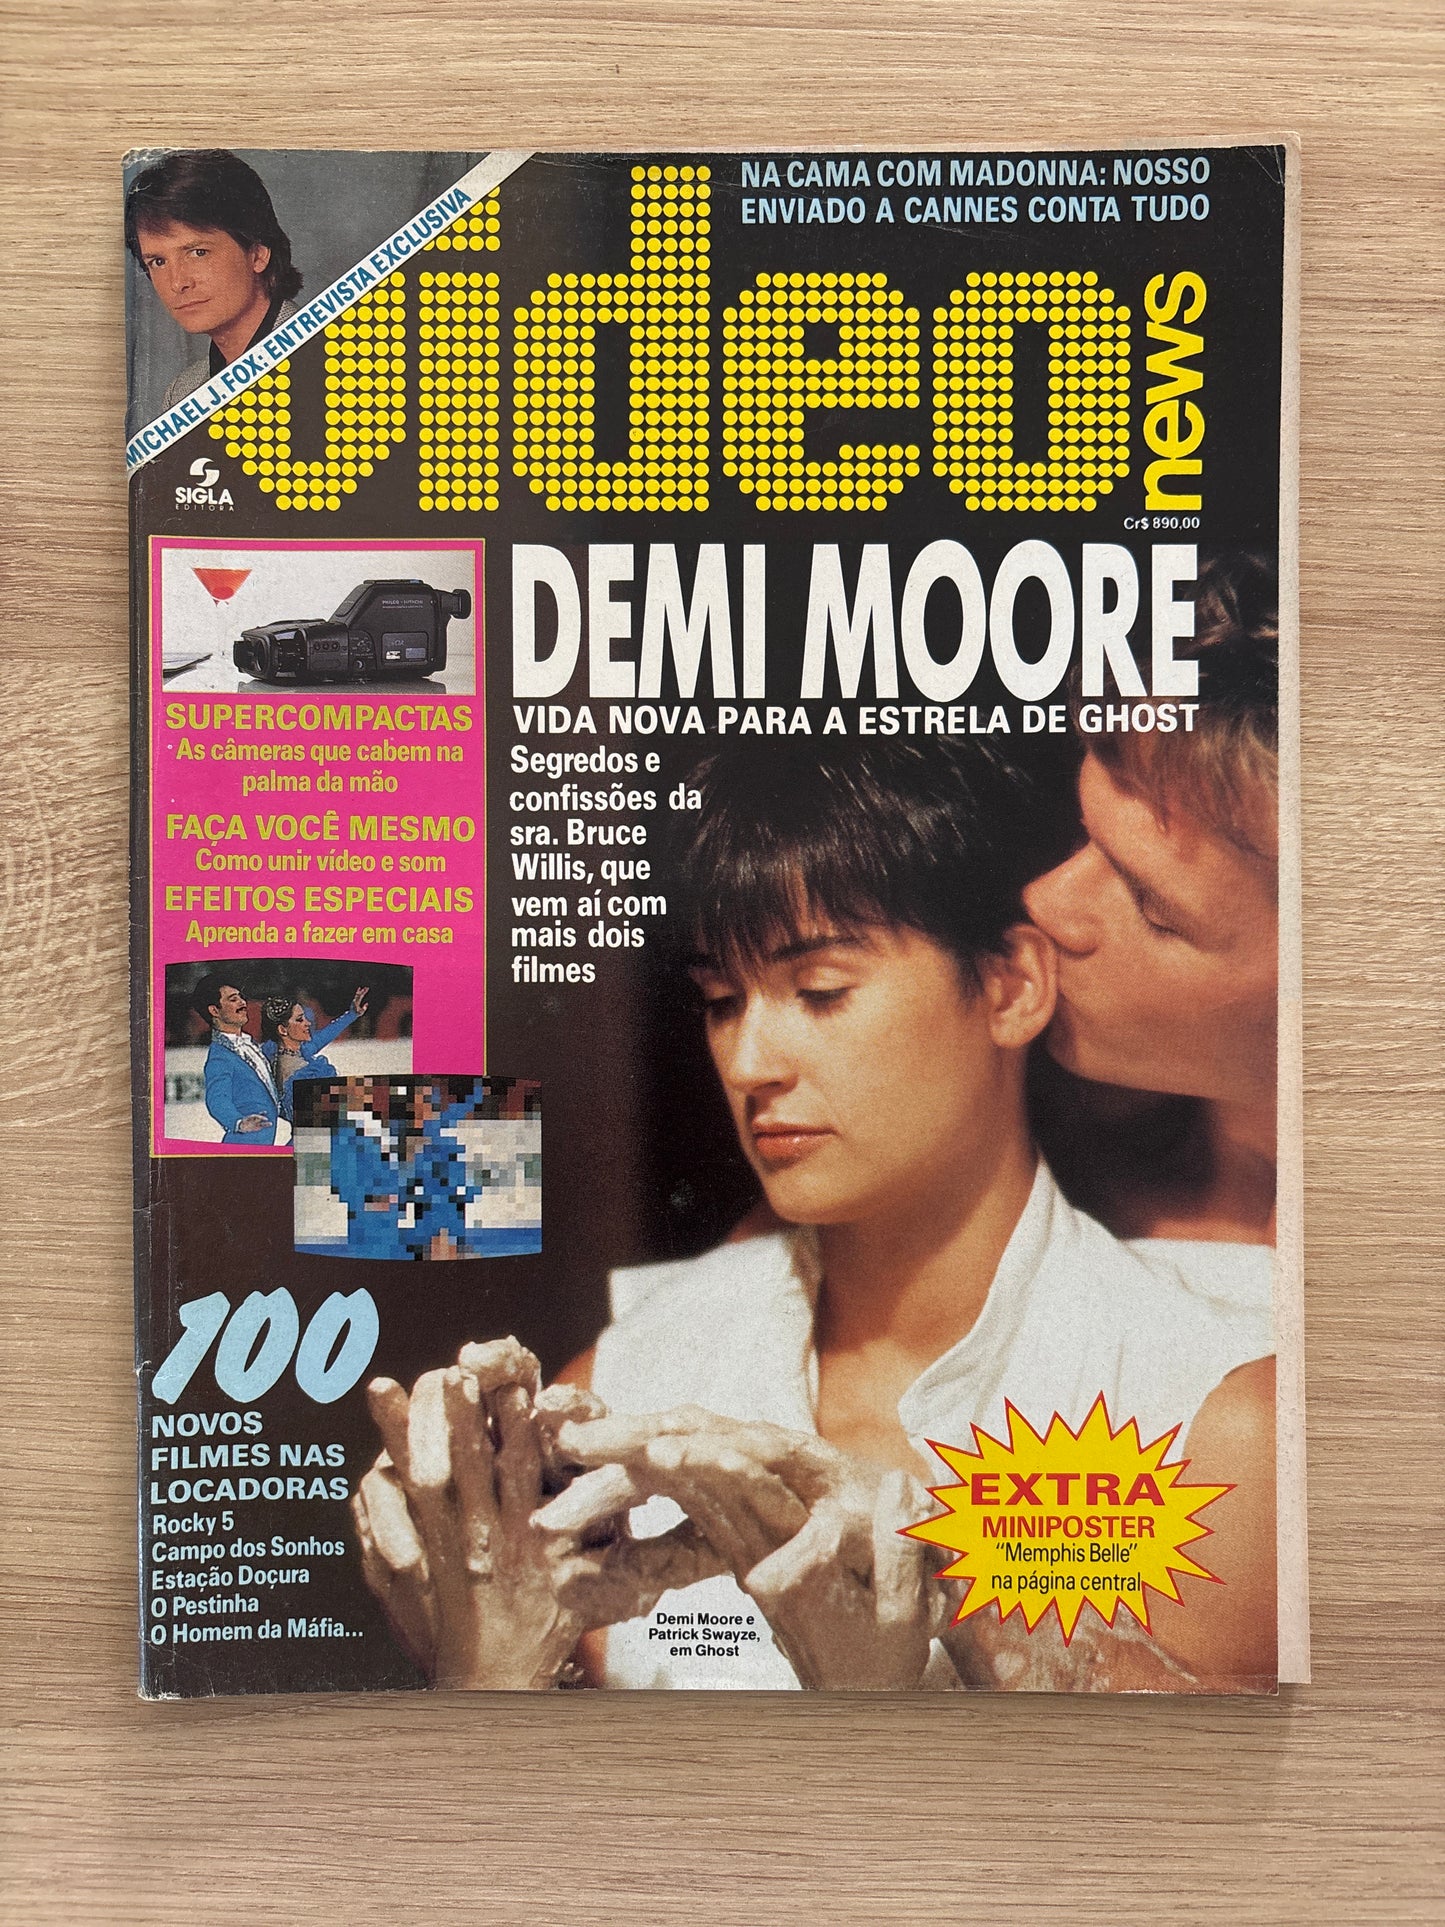 NA CAMA COM MADONNA: NOSSO
ENVIADO A CANNES CONTA TUDO
MICHAEL J. FOX: ENTREVISTA EXCLUSIVA
video
news
SIGLA
EDITORA
Cr$ 890,00
DEMI MOORE
VIDA NOVA PARA A ESTRELA DE GHOST
Segredos e
confissões da
sra. Bruce
Willis, que
vem aí com
mais dois
filmes
PHILCO-HITACHI
SUPERCOMPACTAS
As câmeras que cabem na
palma da mão
FAÇA VOCÊ MESMO
Como unir vídeo e som
EFEITOS ESPECIAIS
Aprenda a fazer em casa
100
NOVOS
FILMES NAS
LOCADORAS
Rocky 5
Campo dos Sonhos
Estação Doçura
O Pestinha
O Homem da Máfia...
EXTRA
MINIPOSTER
"Memphis Belle"
na página central
Demi Moore e
Patrick Swayze,
em Ghost